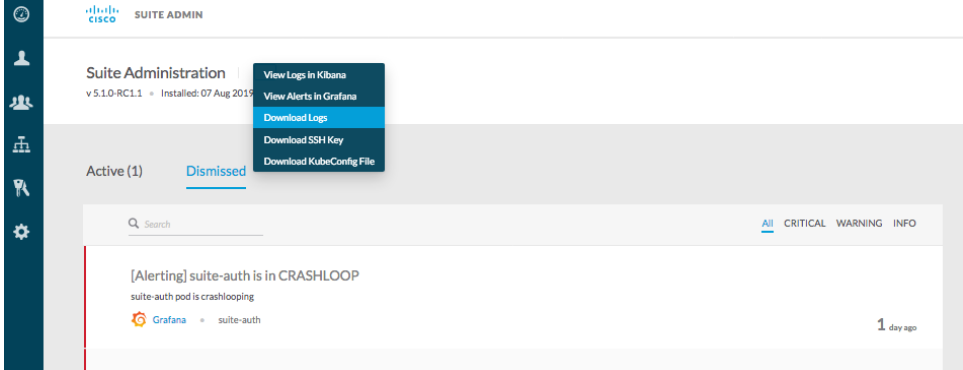 CISCO SUITE ADMIN
Suite Administration
v 5.1.0-RC1.1 • Installed: 07 Aug 2019
View Logs in Kibana
View Alerts in Grafana
Download Logs
Download SSH Key
Download KubeConfig File
Active (1) Dismissed
Search All CRITICAL WARNING INFO
[Alerting] suite-auth is in CRASHLOOP
suite-auth pod is crashlooping
Grafana • suite-auth
1 day ago